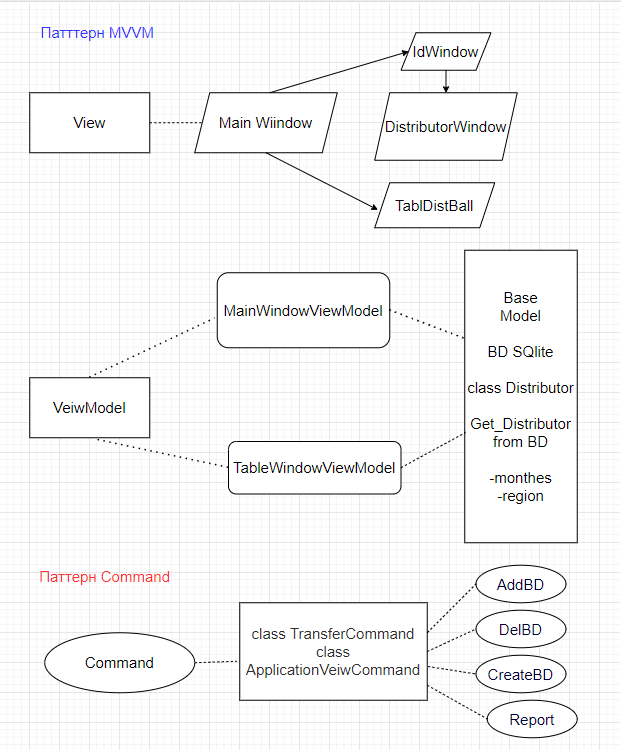 Патттерн MVVM
IdWindow
View
Main Wiindow
DistributorWindow
TablDistBall
Base
Model
MainWindowViewModel
BD SQlite
class Distributor
VeiwModel
Get_Distributor
from BD
TableWindowViewModel
-monthes
-region
Паттерн Command
AddBD
class TransferCommand
class
ApplicationVeiwCommand
DelBD
Command
CreateBD
Report